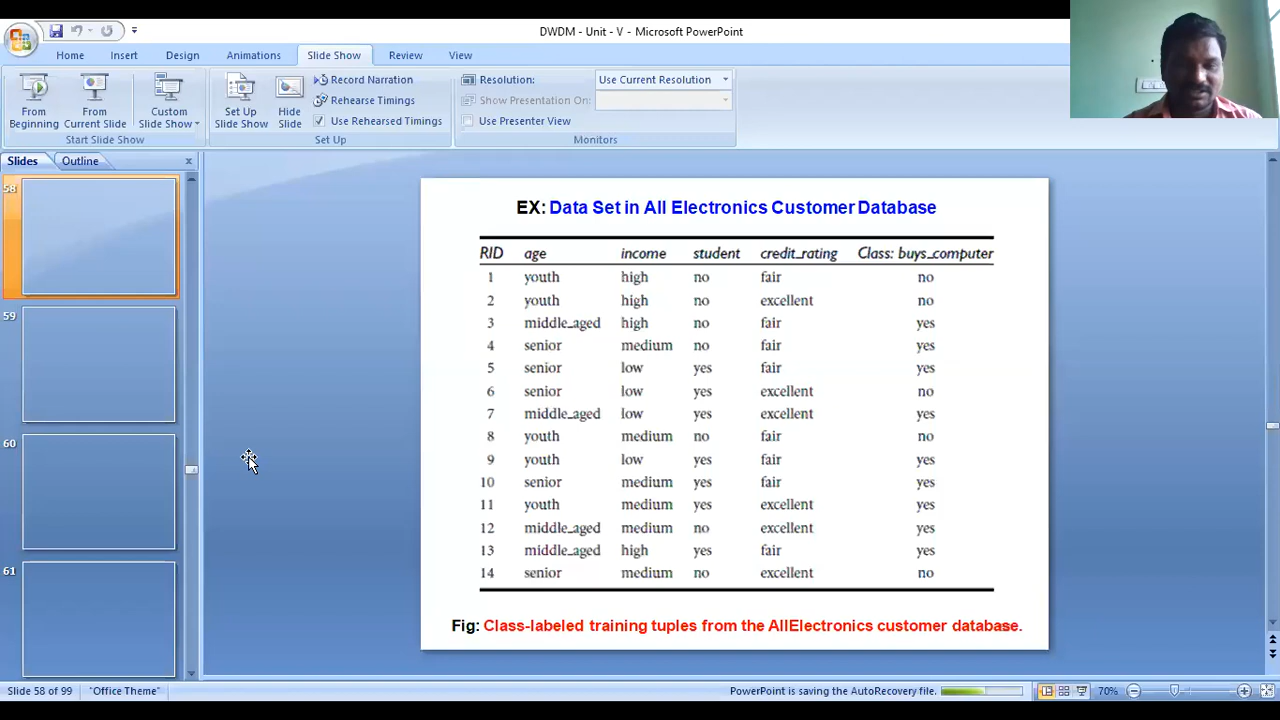 DWDM - Unit - V - Microsoft PowerPoint
Home Insert Design Animations Slide Show Review View
Record Narration
Rehearse Timings
Use Rehearsed Timings
Resolution: Use Current Resolution
Show Presentation On:
Use Presenter View
From Beginning
From Current Slide
Custom Slide Show
Set Up Slide Show
Hide Slide
Start Slide Show Set Up Monitors
Slides Outline
58
59
60
61
EX: Data Set in All Electronics Customer Database
RID age income student credit_rating Class: buys_computer
1 youth high no fair no
2 youth high no excellent no
3 middle_aged high no fair yes
4 senior medium no fair yes
5 senior low yes fair yes
6 senior low yes excellent no
7 middle_aged low yes excellent yes
8 youth medium no fair no
9 youth low yes fair yes
10 senior medium yes fair yes
11 youth medium yes excellent yes
12 middle_aged medium no excellent yes
13 middle_aged high yes fair yes
14 senior medium no excellent no
Fig: Class-labeled training tuples from the AllElectronics customer database.
Slide 58 of 99 "Office Theme" PowerPoint is saving the AutoRecovery file. 70%